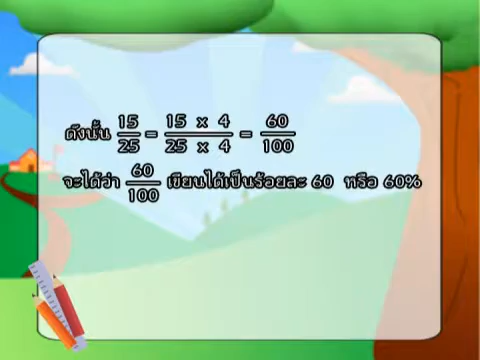 ดังนั้น 15/25 = 15 x 4/25 x 4 = 60/100
จะได้ว่า 60/100 เขียนได้เป็นร้อยละ 60 หรือ 60%